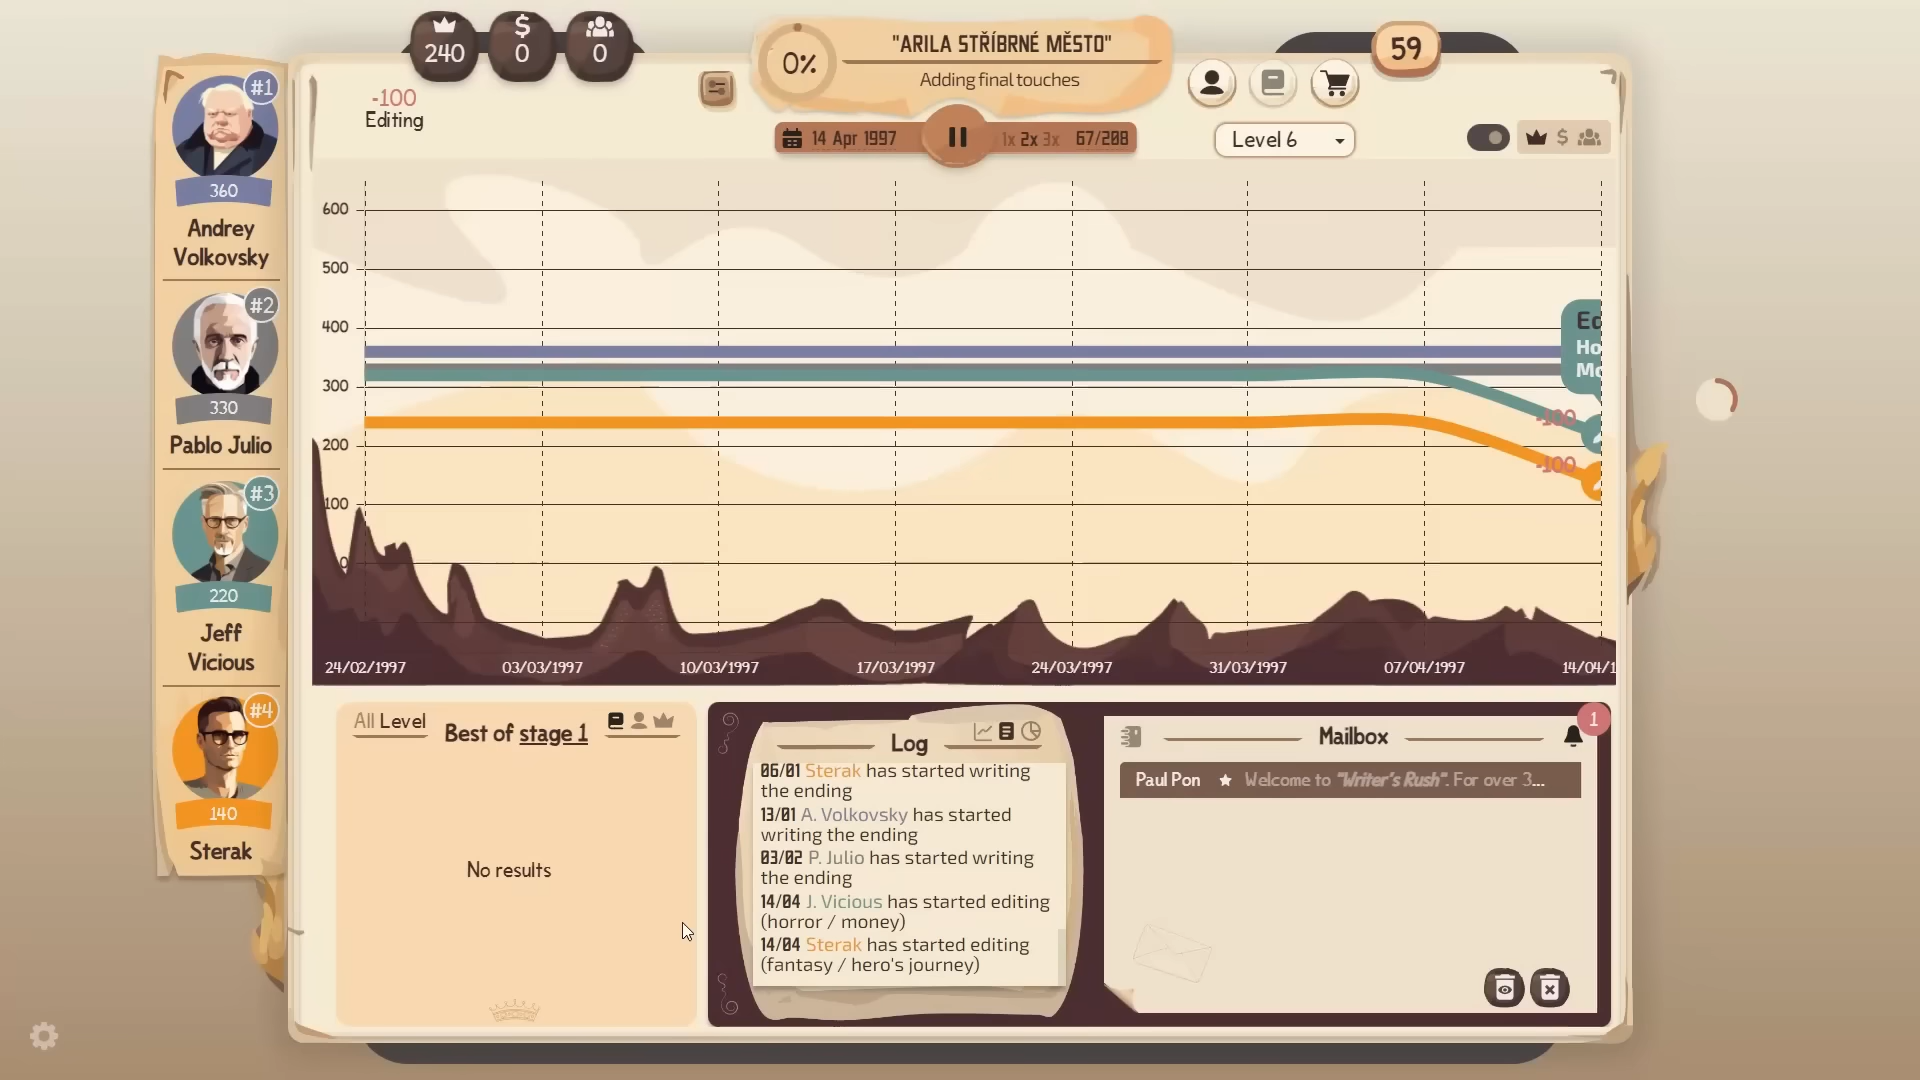 240
0
0
"ARILA STŘÍBRNÉ MĚSTO"
0%
Adding final touches
59
-100
Editing
14 Apr 1997
1x 2x 3x
67/208
Level 6
$
#1
360
Andrey
Volkovsky
#2
330
Pablo Julio
#3
220
Jeff
Vicious
#4
140
Sterak
600
500
400
300
200
100
0
-100
-100
24/02/1997
03/03/1997
10/03/1997
17/03/1997
24/03/1997
31/03/1997
07/04/1997
14/04/1
All Level
Best of stage 1
No results
Log
06/01 Sterak has started writing
the ending
13/01 A. Volkovsky has started
writing the ending
03/02 P. Julio has started writing
the ending
14/04 J. Vicious has started editing
(horror / money)
14/04 Sterak has started editing
(fantasy / hero's journey)
Mailbox
1
Paul Pon ★ Welcome to "Writer's Rush". For over 3...